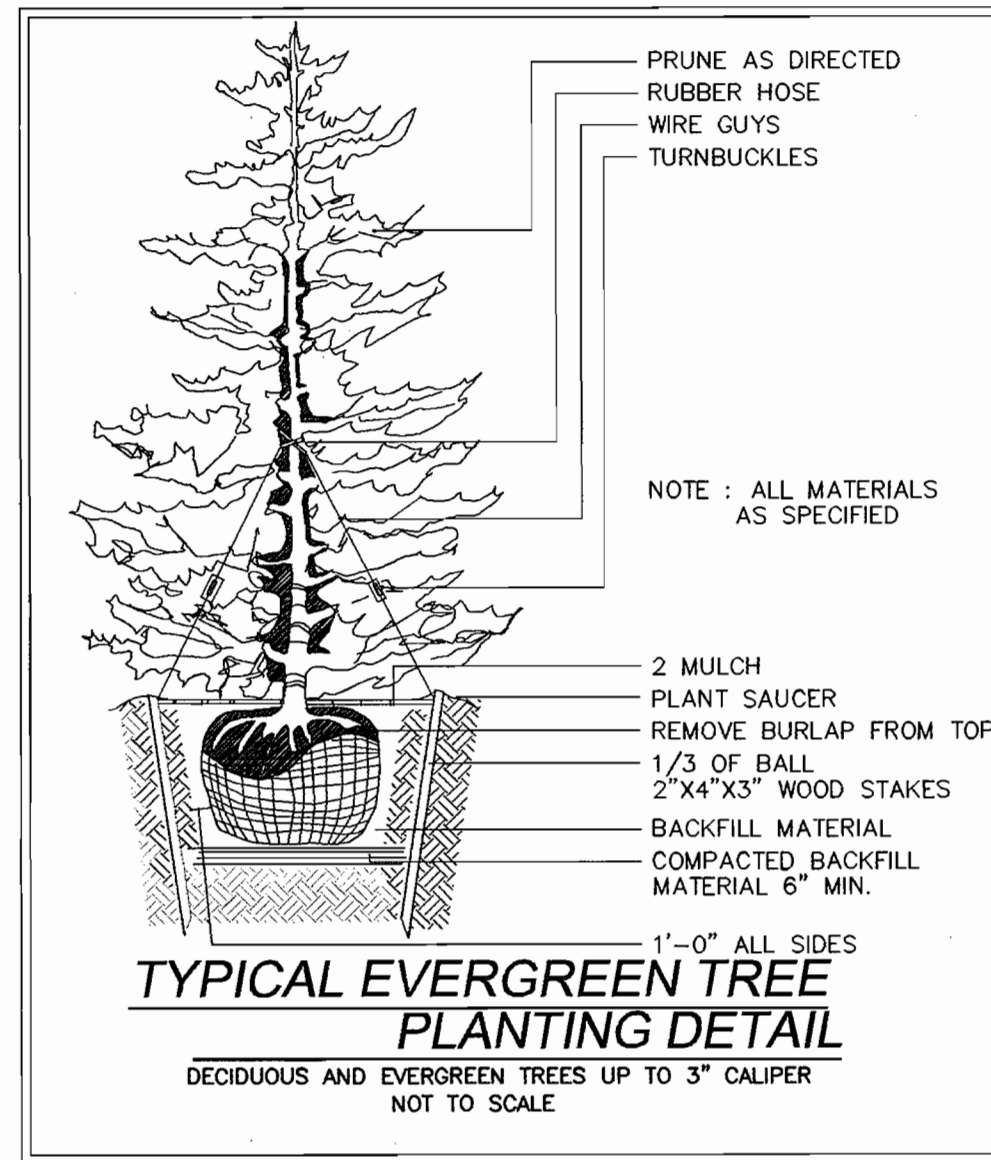 PRUNE AS DIRECTED
RUBBER HOSE
WIRE GUYS
TURNBUCKLES
NOTE : ALL MATERIALS
AS SPECIFIED
2 MULCH
PLANT SAUCER
REMOVE BURLAP FROM TOP
1/3 OF BALL
2"X4"X3" WOOD STAKES
BACKFILL MATERIAL
COMPACTED BACKFILL
MATERIAL 6" MIN.
1'-0" ALL SIDES
TYPICAL EVERGREEN TREE
PLANTING DETAIL
DECIDUOUS AND EVERGREEN TREES UP TO 3" CALIPER
NOT TO SCALE